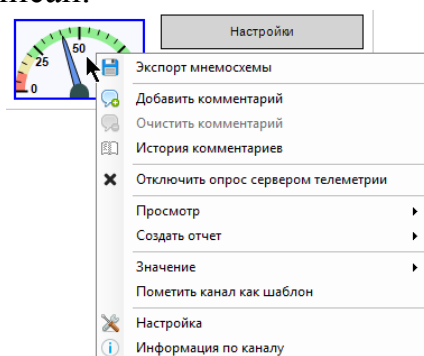 Настройки
50
25
0
Экспорт мнемосхемы
Добавить комментарий
Очистить комментарий
История комментариев
Отключить опрос сервером телеметрии
Просмотр
Создать отчет
Значение
Пометить канал как шаблон
Настройка
Информация по каналу